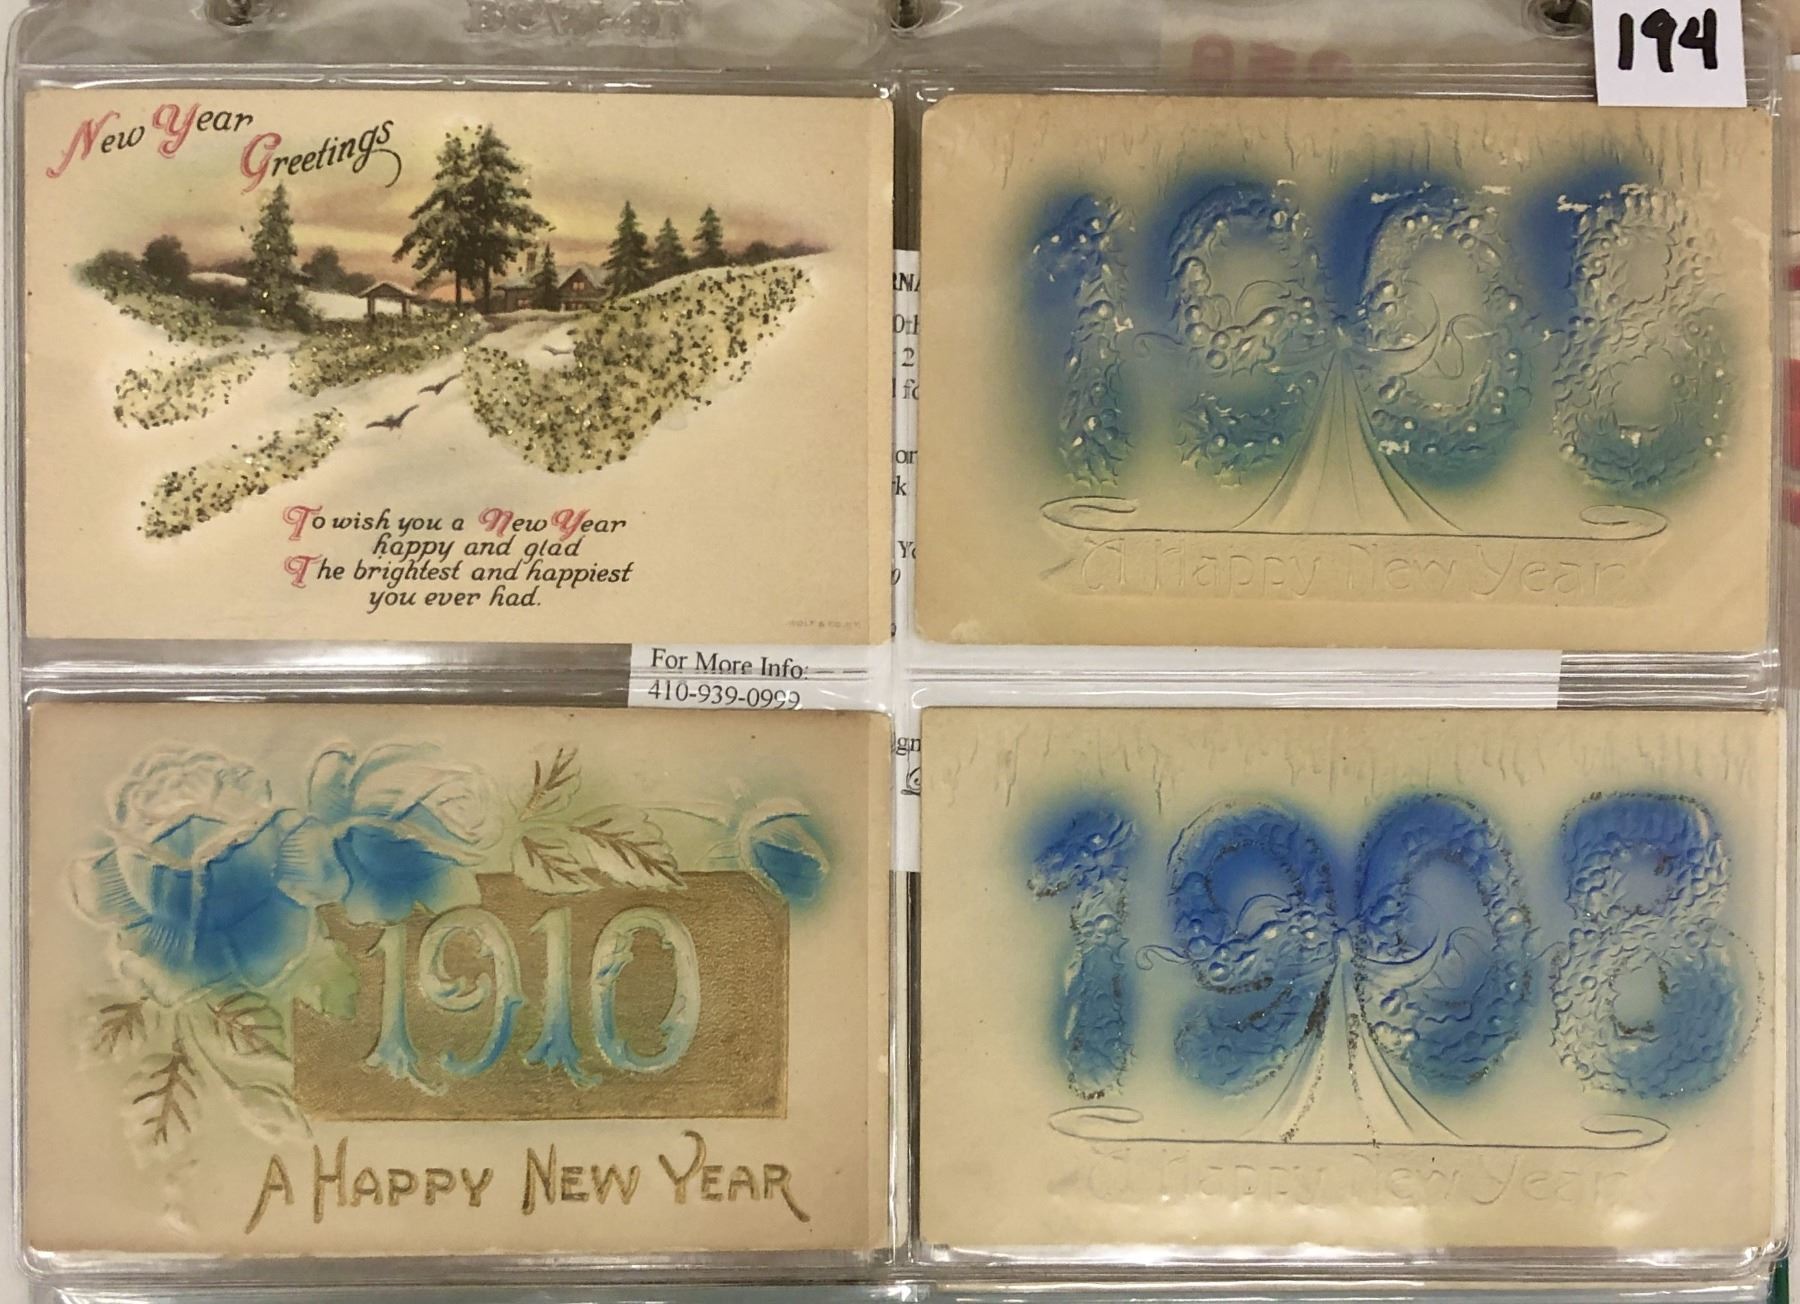 194
New Year
Greetings
To wish you a New Year
happy and glad
The brightest and happiest
you ever had.
1908
A Happy New Year
For More Info:
410-939-0999
1910
A HAPPY NEW YEAR
1908
A Happy New Year